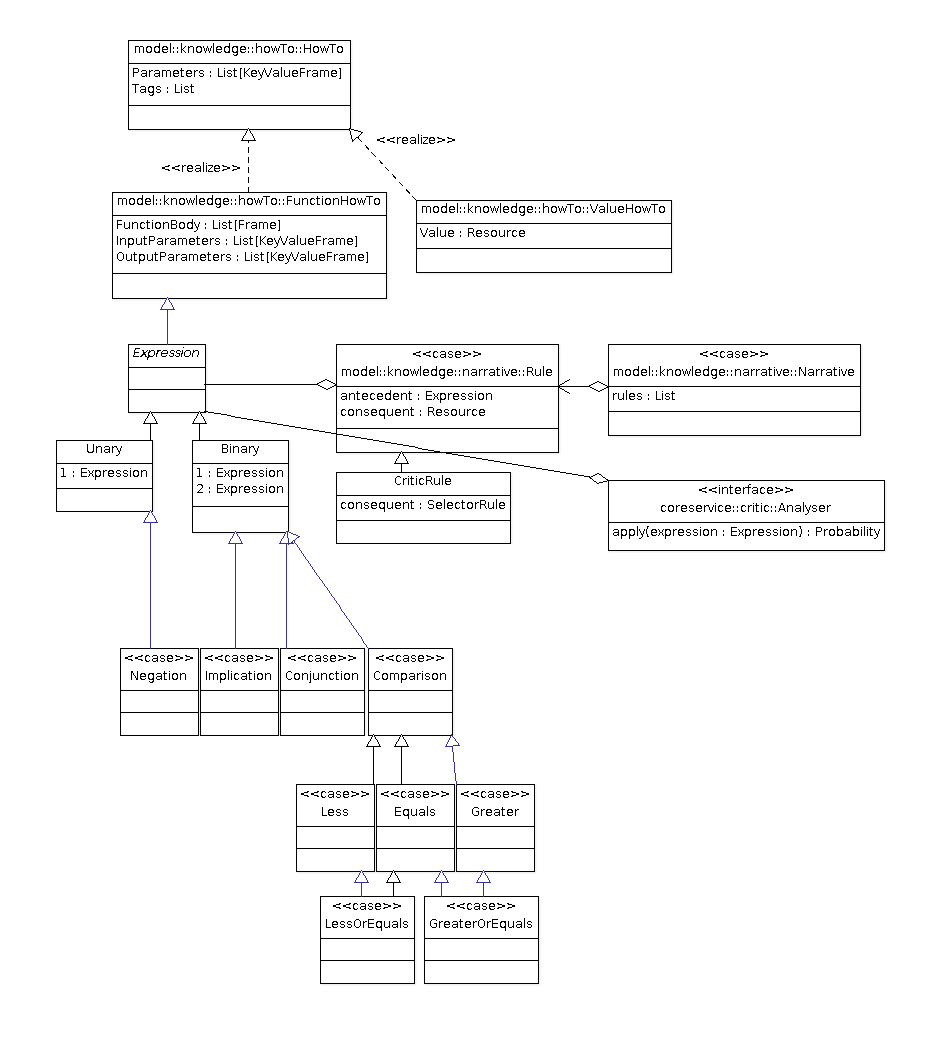 model::knowledge::howTo::HowTo
Parameters : List[KeyValueFrame]
Tags : List
<<realize>>
<<realize>>
model::knowledge::howTo::FunctionHowTo
FunctionBody : List[Frame]
InputParameters : List[KeyValueFrame]
OutputParameters : List[KeyValueFrame]
model::knowledge::howTo::ValueHowTo
Value : Resource
Expression
<<case>>
model::knowledge::narrative::Rule
antecedent : Expression
consequent : Resource
<<case>>
model::knowledge::narrative::Narrative
rules : List
Unary
1 : Expression
Binary
1 : Expression
2 : Expression
CriticRule
consequent : SelectorRule
<<interface>>
coreservice::critic::Analyser
apply(expression : Expression) : Probability
<<case>>
Negation
<<case>>
Implication
<<case>>
Conjunction
<<case>>
Comparison
<<case>>
Less
<<case>>
Equals
<<case>>
Greater
<<case>>
LessOrEquals
<<case>>
GreaterOrEquals